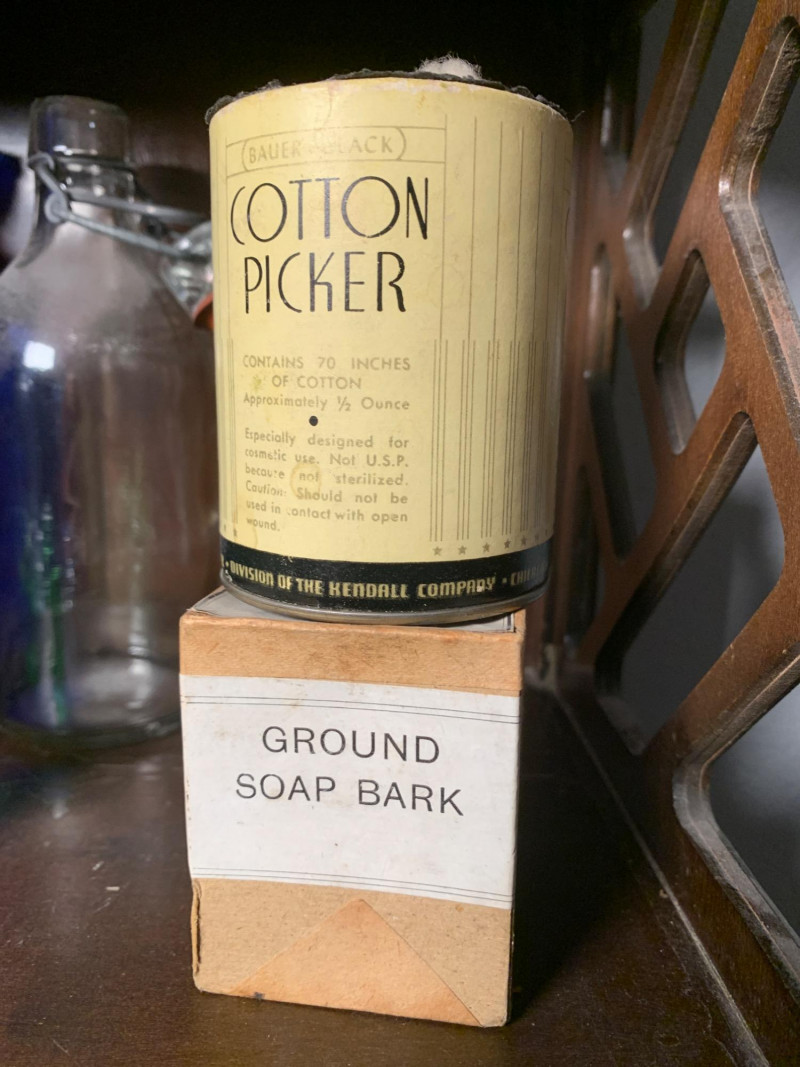 BAUER & BLACK
COTTON
PICKER
CONTAINS 70 INCHES
OF COTTON
Approximately ½ Ounce
Especially designed for
cosmetic use. Not U.S.P.
because not sterilized.
Caution: Should not be
used in contact with open
wound.
• DIVISION OF THE KENDALL COMPANY •
GROUND
SOAP BARK